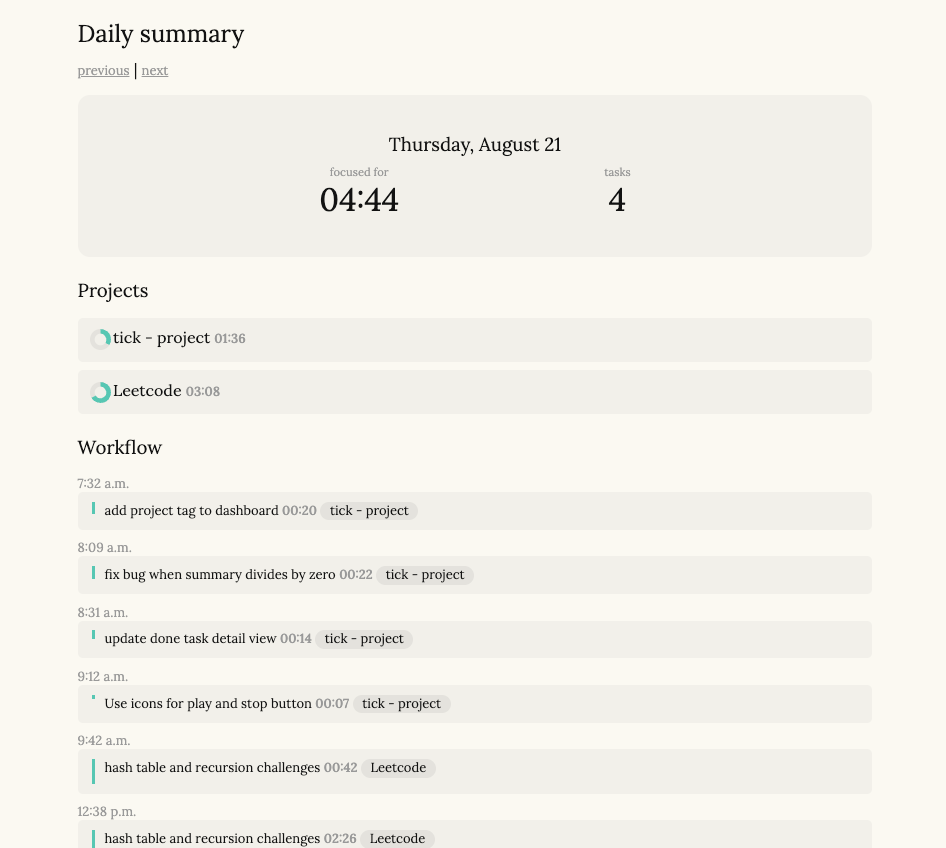 Daily summary
previous | next
Thursday, August 21
focused for
04:44
tasks
4
Projects
tick - project 01:36
Leetcode 03:08
Workflow
7:32 a.m.
add project tag to dashboard 00:20 tick - project
8:09 a.m.
fix bug when summary divides by zero 00:22 tick - project
8:31 a.m.
update done task detail view 00:14 tick - project
9:12 a.m.
Use icons for play and stop button 00:07 tick - project
9:42 a.m.
hash table and recursion challenges 00:42 Leetcode
12:38 p.m.
hash table and recursion challenges 02:26 Leetcode